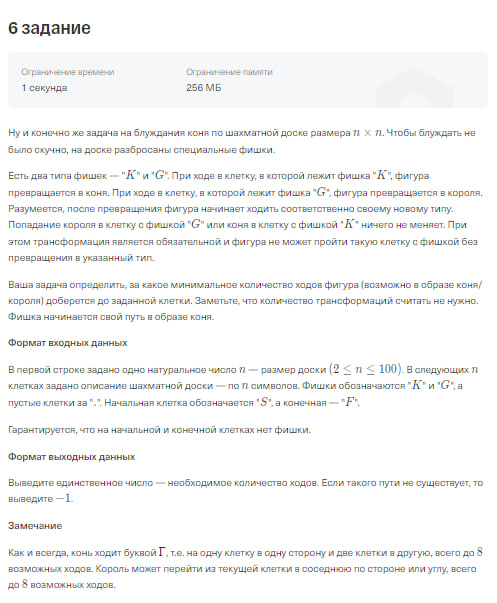 6 задание
Ограничение времени
Ограничение памяти
1 секунда
256 МБ
Ну и конечно же задача на блуждания коня по шахматной доске размера n × n. Чтобы блуждать не
было скучно, на доске разбросаны специальные фишки.
Есть два типа фишек — "K" и "G". При ходе в клетку, в которой лежит фишка "K", фигура
превращается в коня. При ходе в клетку, в которой лежит фишка "G", фигура превращается в короля.
Разумеется, после превращения фигура начинает ходить соответственно своему новому типу.
Попадание короля в клетку с фишкой "G" или коня в клетку с фишкой "K" ничего не меняет. При
этом трансформация является обязательной и фигура не может пройти такую клетку с фишкой без
превращения в указанный тип.
Ваша задача определить, за какое минимальное количество ходов фигура (возможно в образе коня/
короля) доберется до заданной клетки. Заметьте, что количество трансформаций считать не нужно.
Фишка начинается свой путь в образе коня.
Формат входных данных
В первой строке задано одно натуральное число n — размер доски (2 ≤ n ≤ 100). В следующих n
клетках задано описание шахматной доски — по n символов. Фишки обозначаются "K" и "G", а
пустые клетки за ".". Начальная клетка обозначается "S", а конечная — "F".
Гарантируется, что на начальной и конечной клетках нет фишки.
Формат выходных данных
Выведите единственное число — необходимое количество ходов. Если такого пути не существует, то
выведите −1.
Замечание
Как и всегда, конь ходит буквой Г, т.е. на одну клетку в одну сторону и две клетки в другую, всего до 8
возможных ходов. Король может перейти из текущей клетки в соседнюю по стороне или углу, всего
до 8 возможных ходов.